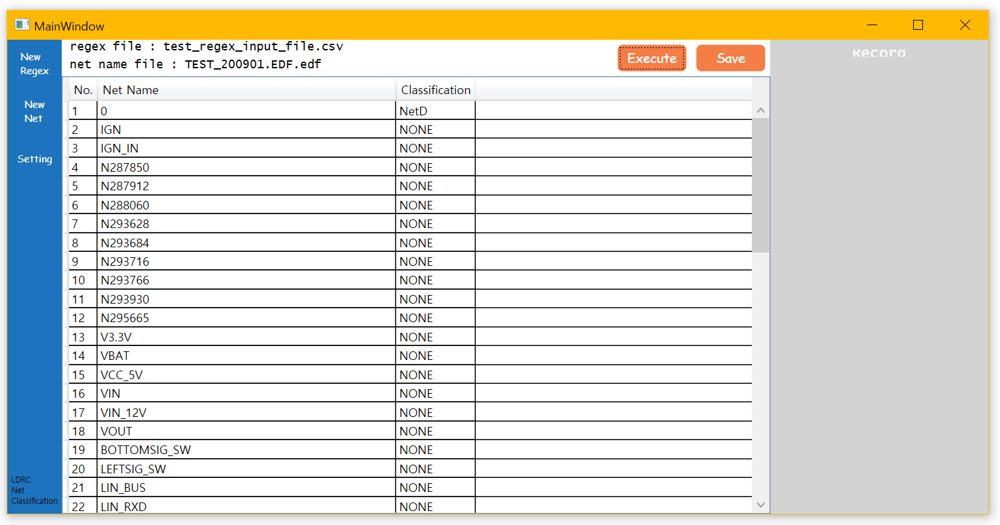 MainWindow
New
Regex
New
Net
Setting
LDRC
Net
Classification
regex file : test_regex_input_file.csv
net name file : TEST_200901.EDF.edf
Execute
Save
Record
No. Net Name Classification
1 0 NetD
2 IGN NONE
3 IGN_IN NONE
4 N287850 NONE
5 N287912 NONE
6 N288060 NONE
7 N293628 NONE
8 N293684 NONE
9 N293716 NONE
10 N293766 NONE
11 N293930 NONE
12 N295665 NONE
13 V3.3V NONE
14 VBAT NONE
15 VCC_5V NONE
16 VIN NONE
17 VIN_12V NONE
18 VOUT NONE
19 BOTTOMSIG_SW NONE
20 LEFTSIG_SW NONE
21 LIN_BUS NONE
22 LIN_RXD NONE